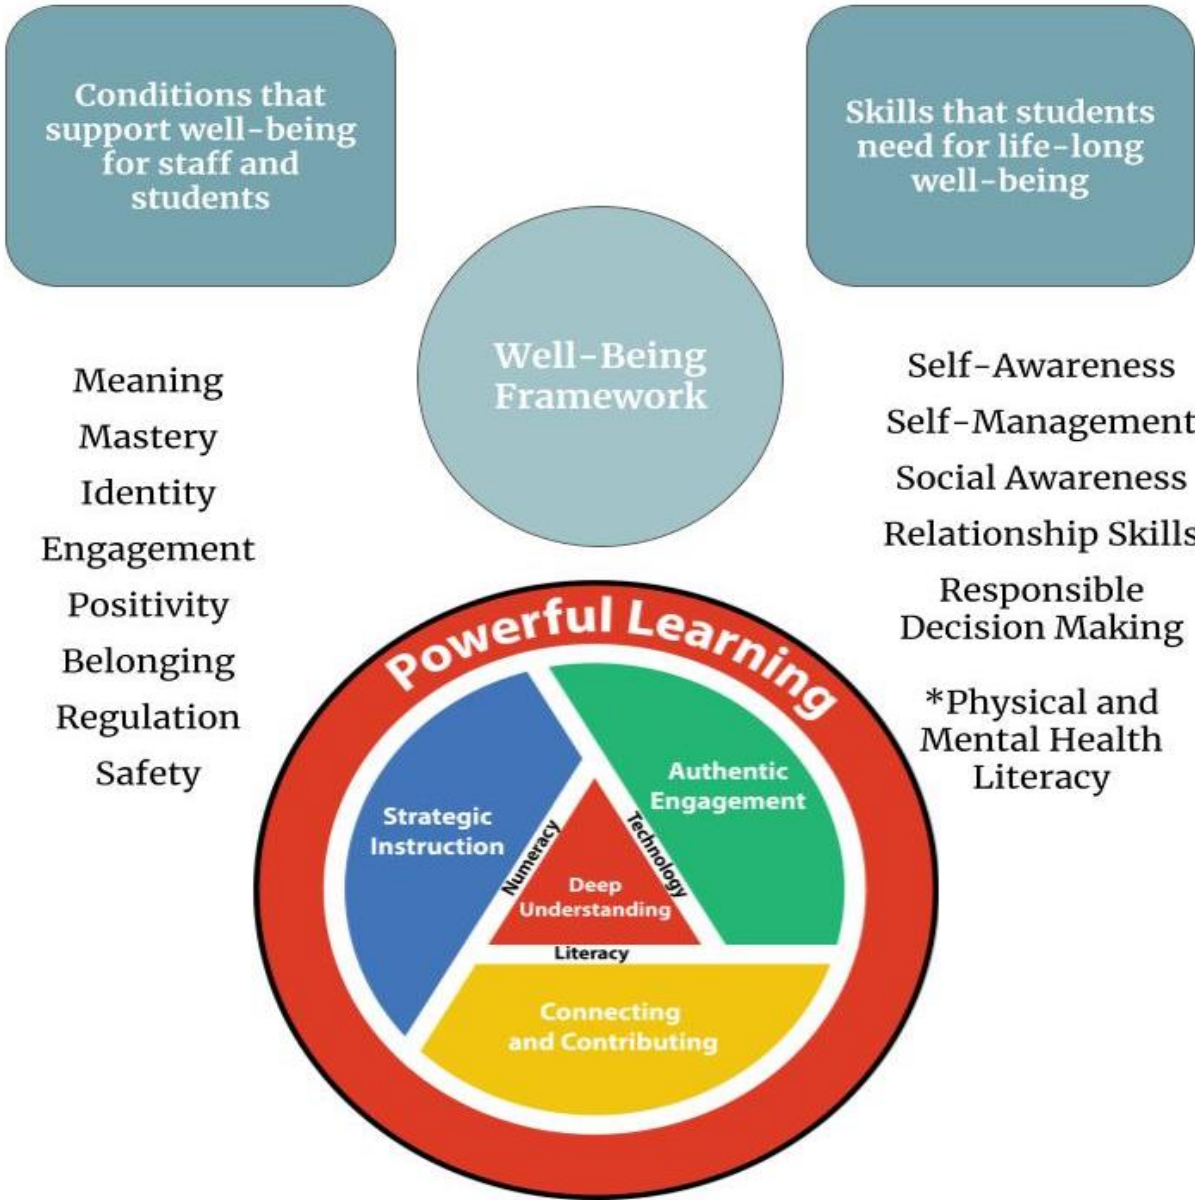 Conditions that
support well-being
for staff and
students
Skills that students
need for life-long
well-being
Well-Being
Framework
Meaning
Mastery
Identity
Engagement
Positivity
Belonging
Regulation
Safety
Self-Awareness
Self-Management
Social Awareness
Relationship Skills
Responsible
Decision Making
*Physical and
Mental Health
Literacy
Powerful Learning
Strategic
Instruction
Authentic
Engagement
Numeracy
Technology
Deep
Understanding
Literacy
Connecting
and Contributing